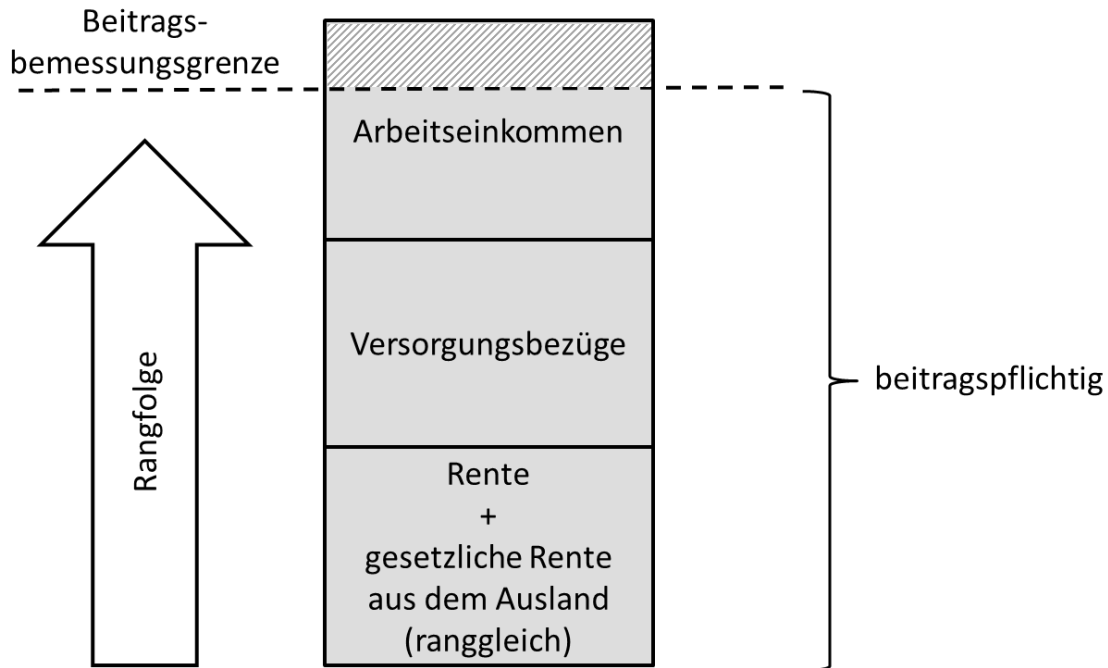 Beitrags-
bemessungsgrenze
Arbeitseinkommen
Versorgungsbezüge
Rente
+
gesetzliche Rente
aus dem Ausland
(ranggleich)
Rangfolge
beitragspflichtig